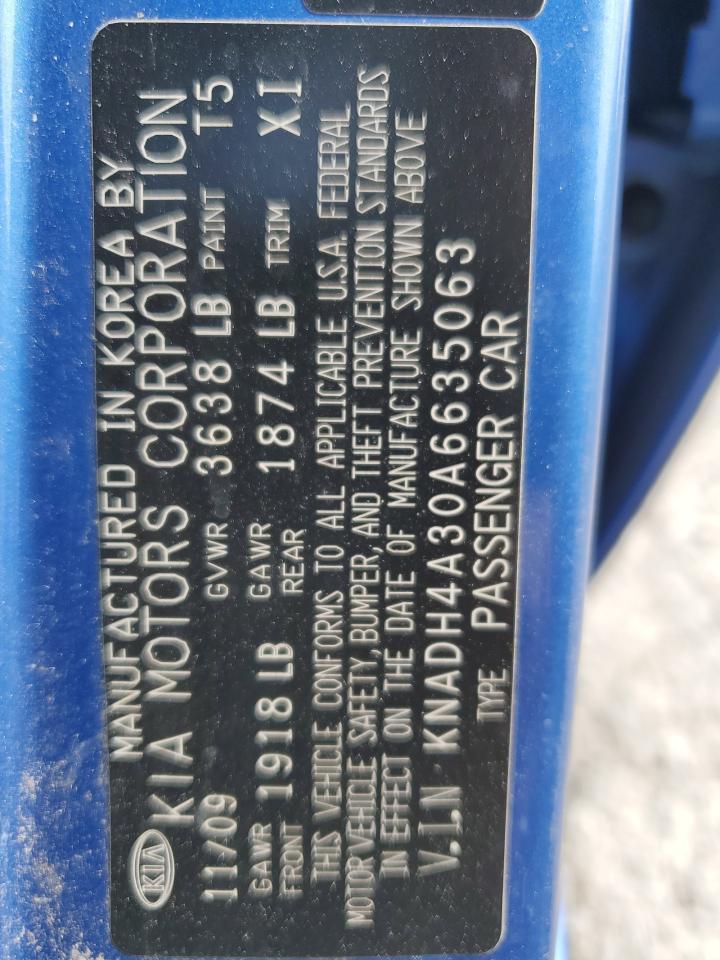 KIA
MANUFACTURED IN KOREA BY
KIA MOTORS CORPORATION
11/09 GVWR 3638 LB PAINT T5
GAWR FRONT 1918 LB GAWR REAR 1874 LB TRIM XI
THIS VEHICLE CONFORMS TO ALL APPLICABLE U.S.A. FEDERAL
MOTOR VEHICLE SAFETY, BUMPER, AND THEFT PREVENTION STANDARDS
IN EFFECT ON THE DATE OF MANUFACTURE SHOWN ABOVE
V.I.N KNADH4A30A6635063
TYPE PASSENGER CAR